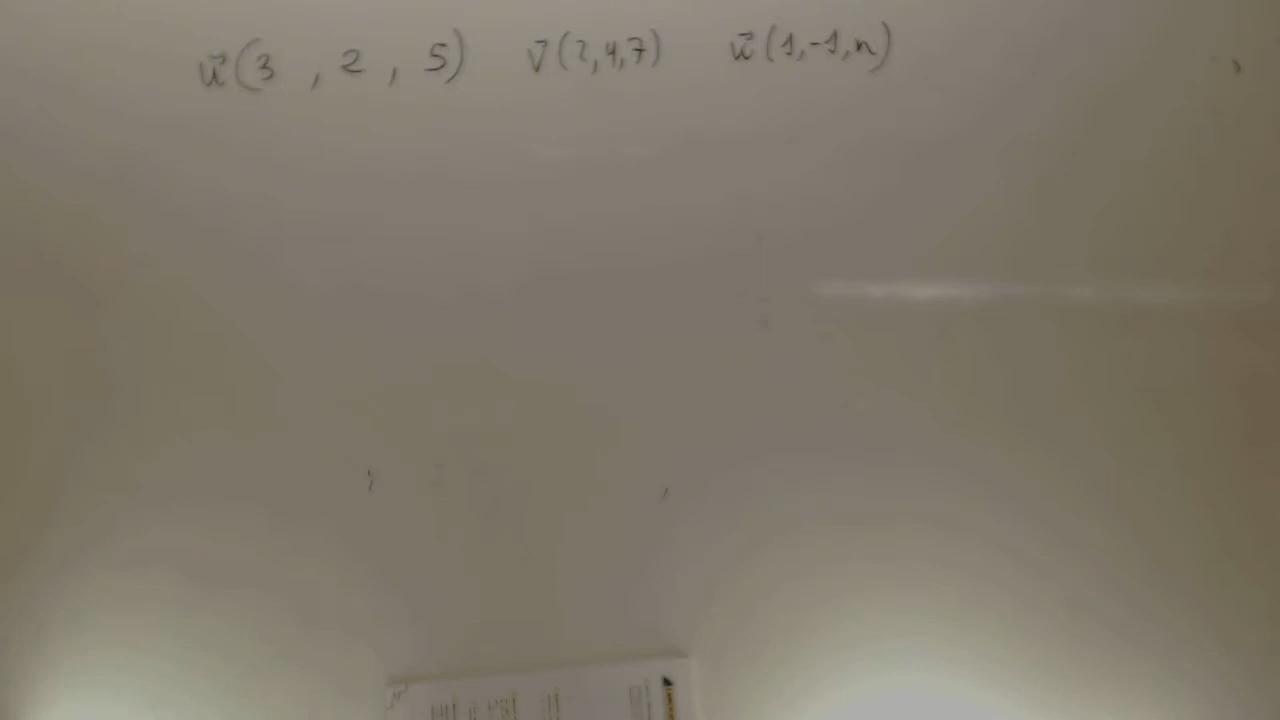 u⃗(3 , 2 , 5) v⃗(2,4,7) w⃗(1,-1,n)